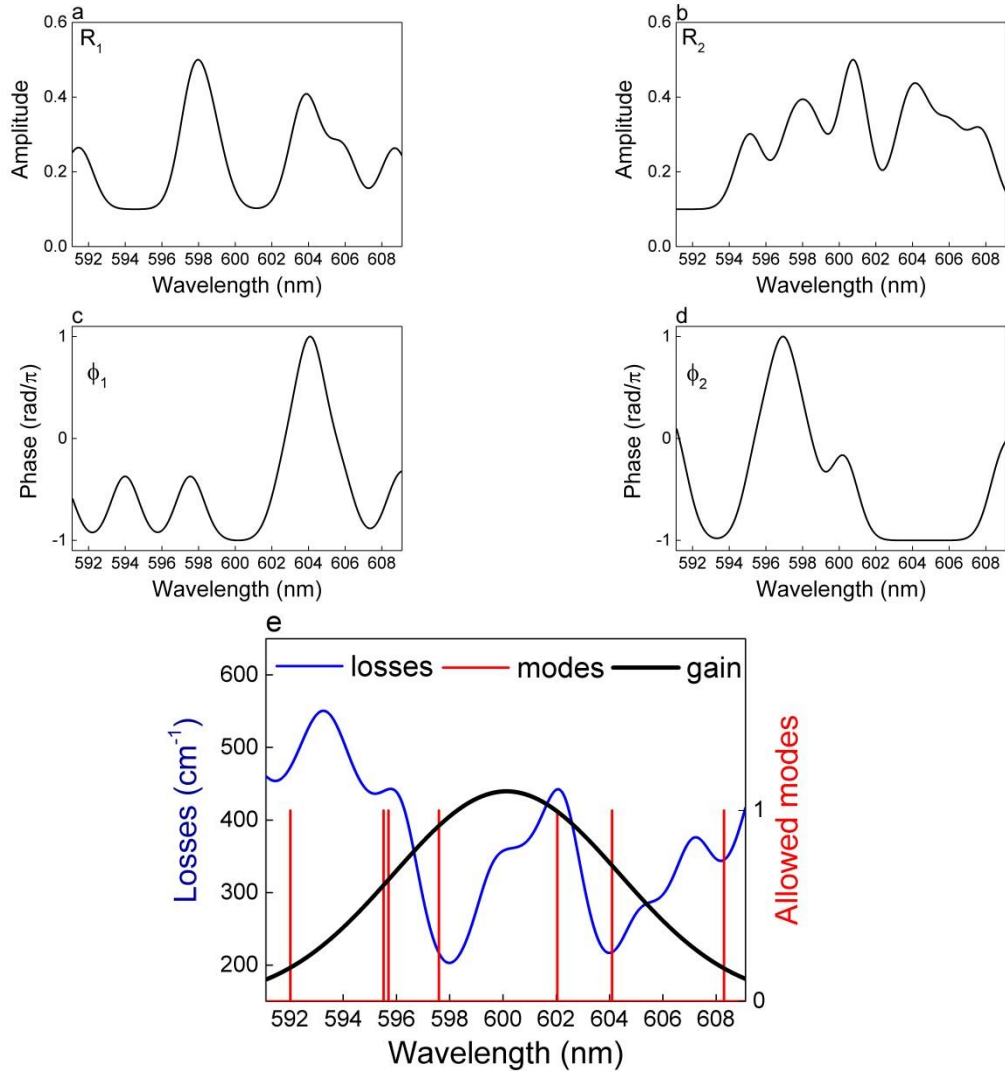 a
R1
Amplitude
0.6
0.4
0.2
0.0
592 594 596 598 600 602 604 606 608
Wavelength (nm)
b
R2
Amplitude
0.6
0.4
0.2
0.0
592 594 596 598 600 602 604 606 608
Wavelength (nm)
c
ϕ1
Phase (rad/π)
1
0
-1
592 594 596 598 600 602 604 606 608
Wavelength (nm)
d
ϕ2
Phase (rad/π)
1
0
-1
592 594 596 598 600 602 604 606 608
Wavelength (nm)
e
losses modes gain
Losses (cm-1)
600
500
400
300
200
1
0
Allowed modes
592 594 596 598 600 602 604 606 608
Wavelength (nm)